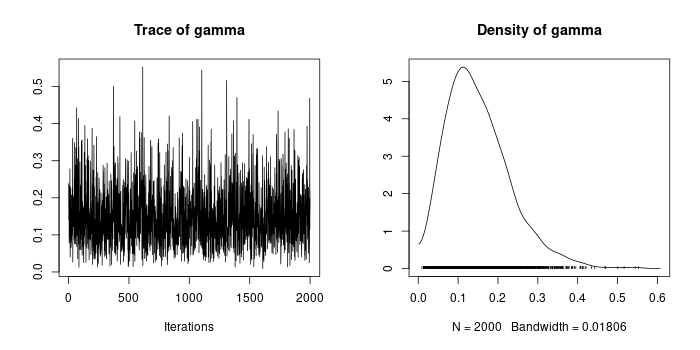 Trace of gamma
0.5
0.4
0.3
0.2
0.1
0.0
0 500 1000 1500 2000
Iterations
Density of gamma
5
4
3
2
1
0
0.0 0.1 0.2 0.3 0.4 0.5 0.6
N = 2000 Bandwidth = 0.01806